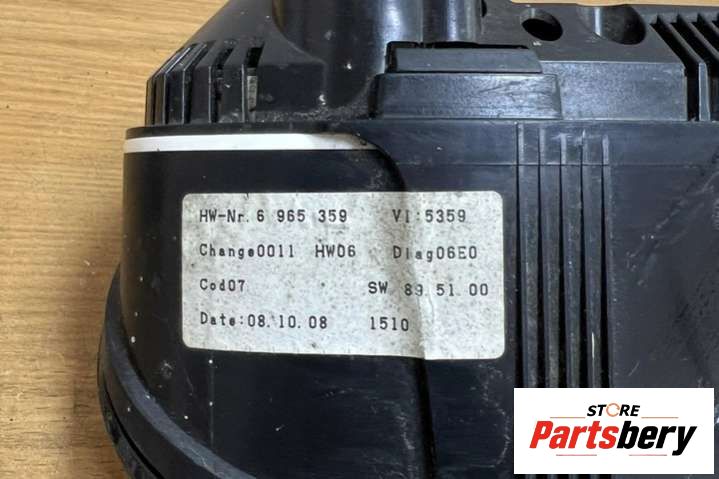 HW-Nr. 6 965 359 VI:5359
Change0011 HW06 Diag06E0
Cod07 SW 89.51.00
Date:08.10.08 1510
STORE
Partsbery